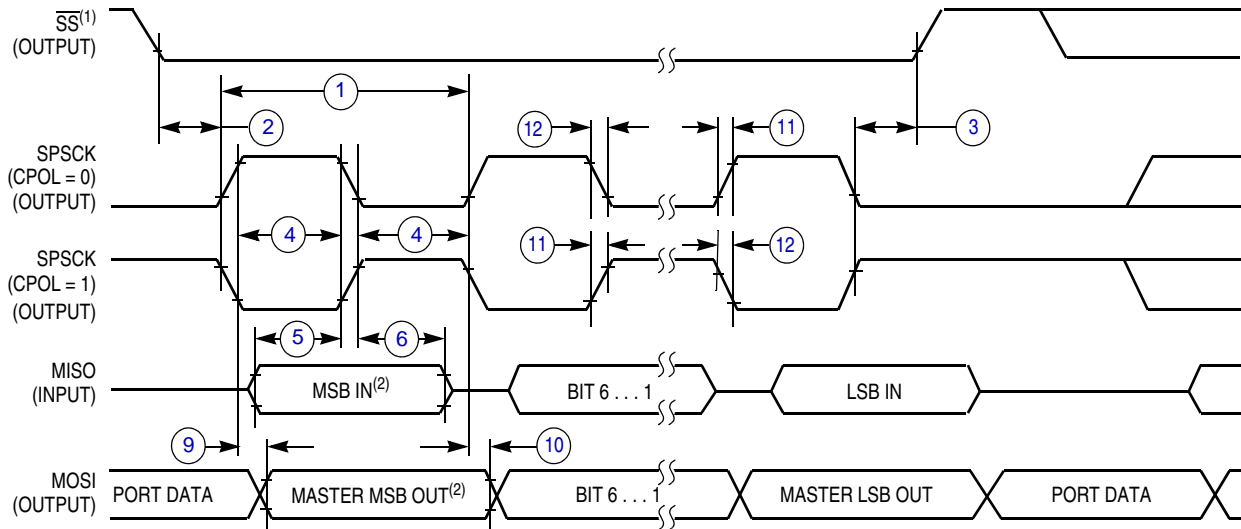 SS(1)
(OUTPUT)
1
2
12
11
3
SPSCK
(CPOL = 0)
(OUTPUT)
4
4
11
12
SPSCK
(CPOL = 1)
(OUTPUT)
5
6
MISO
(INPUT)
MSB IN(2)
BIT 6 . . . 1
LSB IN
9
10
MOSI
(OUTPUT)
PORT DATA
MASTER MSB OUT(2)
BIT 6 . . . 1
MASTER LSB OUT
PORT DATA